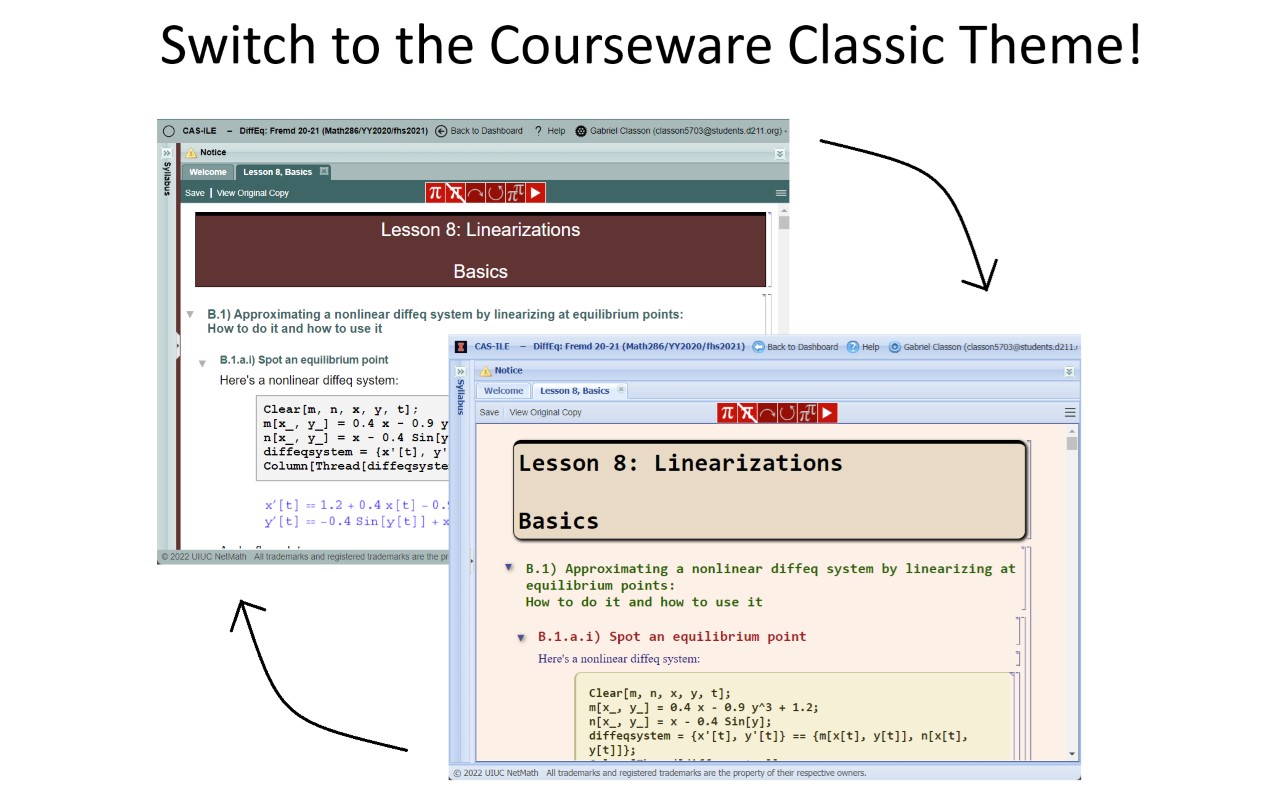 Switch to the Courseware Classic Theme!
CAS-ILE – DiffEq: Fremd 20-21 (Math286/YY2020/fhs2021) Back to Dashboard ? Help Gabriel Classon (classon5703@students.d211.org)
Syllabus
Notice
Welcome Lesson 8, Basics
Save | View Original Copy
Lesson 8: Linearizations
Basics
B.1) Approximating a nonlinear diffeq system by linearizing at equilibrium points:
How to do it and how to use it
B.1.a.i) Spot an equilibrium point
Here's a nonlinear diffeq system:
Clear[m, n, x, y, t];
m[x_, y_] = 0.4 x - 0.9 y
n[x_, y_] = x - 0.4 Sin[y
diffeqsystem = {x'[t], y'
Column[Thread[diffeqsyste
x′[t] == 1.2 + 0.4 x[t] - 0.
y′[t] == -0.4 Sin[y[t]] + x
© 2022 UIUC NetMath All trademarks and registered trademarks are the pr
CAS-ILE – DiffEq: Fremd 20-21 (Math286/YY2020/fhs2021) Back to Dashboard ? Help Gabriel Classon (classon5703@students.d211.
Syllabus
Notice
Welcome Lesson 8, Basics
Save View Original Copy
Lesson 8: Linearizations
Basics
B.1) Approximating a nonlinear diffeq system by linearizing at
equilibrium points:
How to do it and how to use it
B.1.a.i) Spot an equilibrium point
Here's a nonlinear diffeq system:
Clear[m, n, x, y, t];
m[x_, y_] = 0.4 x - 0.9 y^3 + 1.2;
n[x_, y_] = x - 0.4 Sin[y];
diffeqsystem = {x'[t], y'[t]} == {m[x[t], y[t]], n[x[t],
y[t]]};
© 2022 UIUC NetMath All trademarks and registered trademarks are the property of their respective owners.